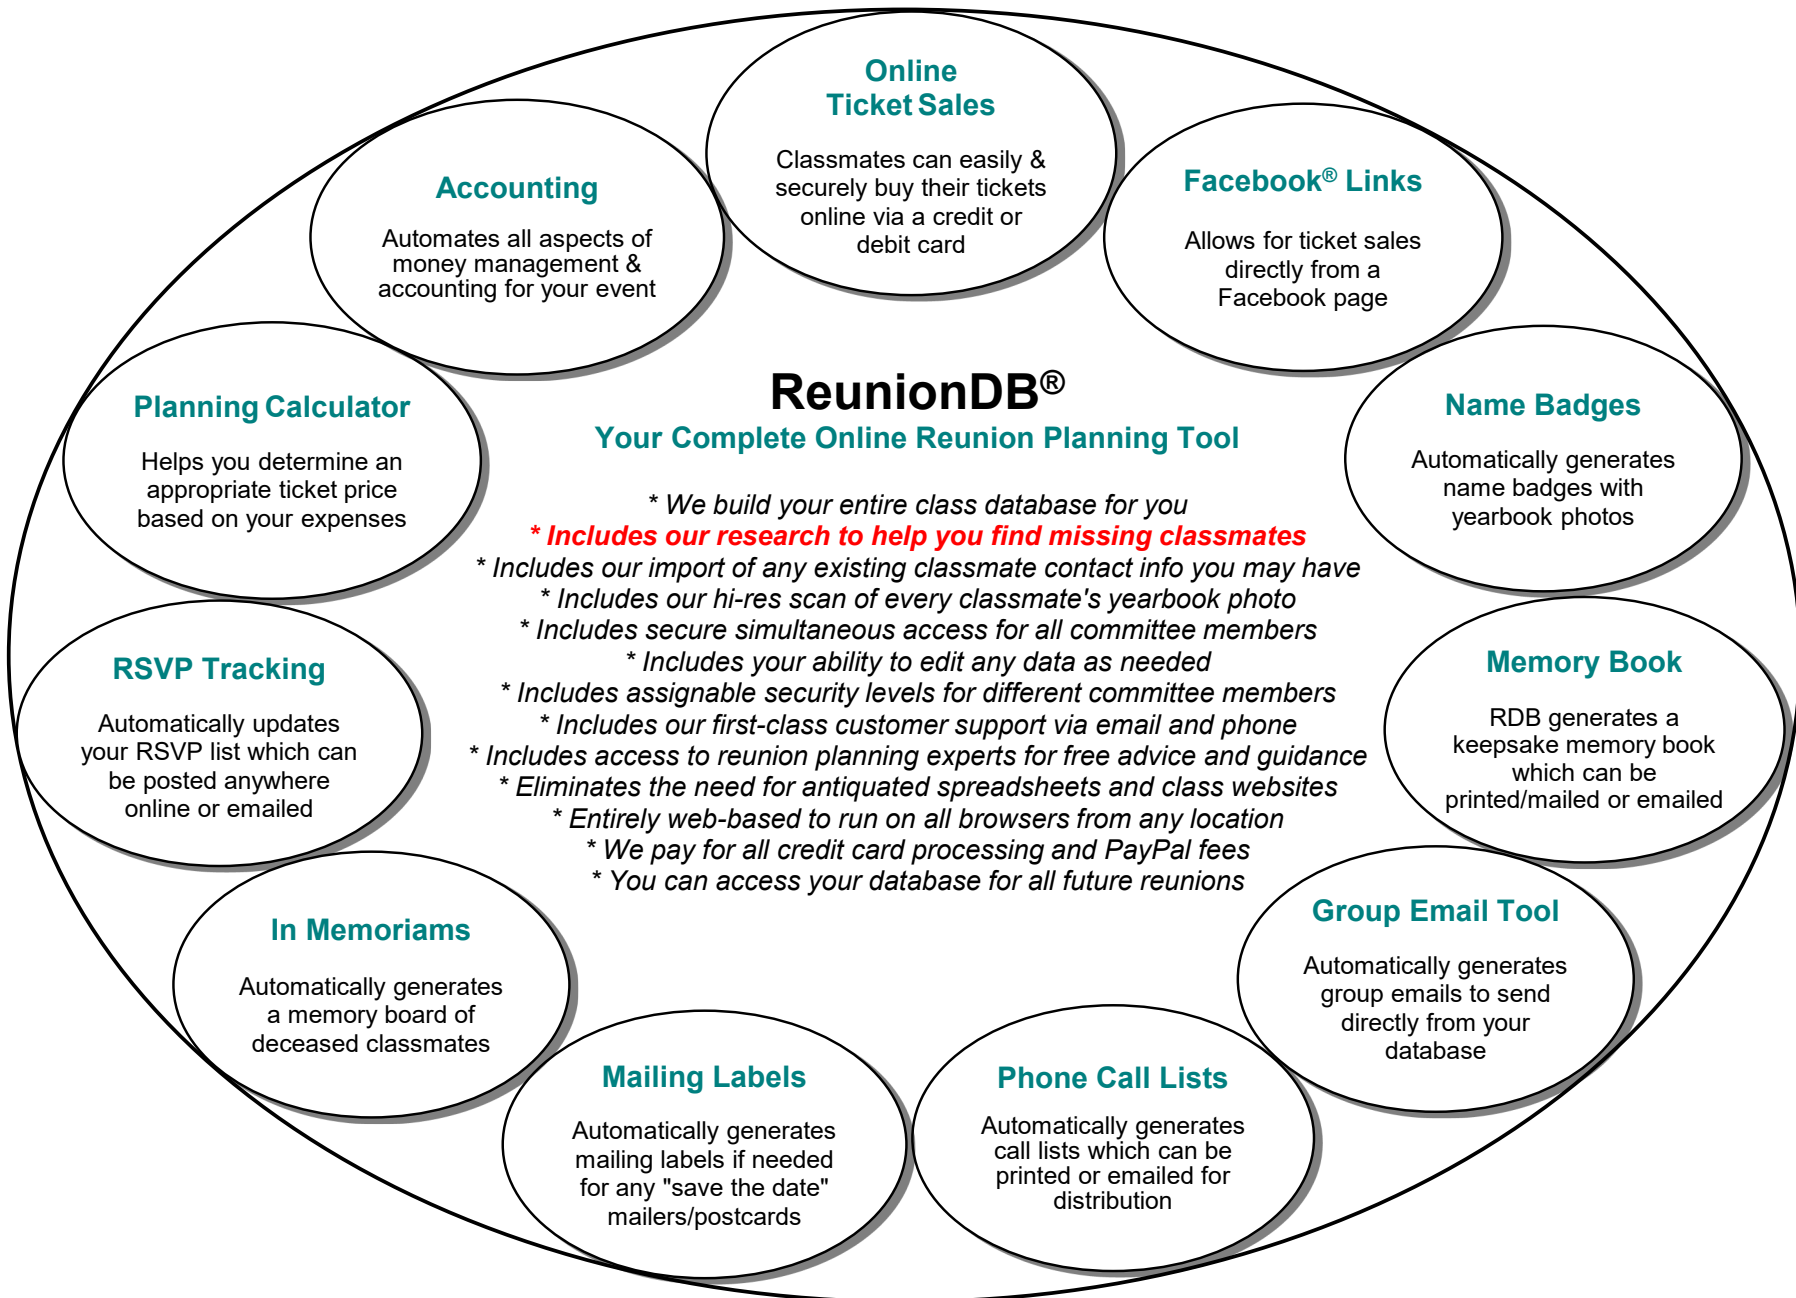 Online
Ticket Sales
Classmates can easily &
securely buy their tickets
online via a credit or
debit card
Accounting
Automates all aspects of
money management &
accounting for your event
Facebook® Links
Allows for ticket sales
directly from a
Facebook page
Planning Calculator
Helps you determine an
appropriate ticket price
based on your expenses
ReunionDB®
Your Complete Online Reunion Planning Tool
* We build your entire class database for you
* Includes our research to help you find missing classmates
* Includes our import of any existing classmate contact info you may have
* Includes our hi-res scan of every classmate's yearbook photo
* Includes secure simultaneous access for all committee members
* Includes your ability to edit any data as needed
* Includes assignable security levels for different committee members
* Includes our first-class customer support via email and phone
* Includes access to reunion planning experts for free advice and guidance
* Eliminates the need for antiquated spreadsheets and class websites
* Entirely web-based to run on all browsers from any location
* We pay for all credit card processing and PayPal fees
* You can access your database for all future reunions
Name Badges
Automatically generates
name badges with
yearbook photos
RSVP Tracking
Automatically updates
your RSVP list which can
be posted anywhere
online or emailed
Memory Book
RDB generates a
keepsake memory book
which can be
printed/mailed or emailed
In Memoriams
Automatically generates
a memory board of
deceased classmates
Group Email Tool
Automatically generates
group emails to send
directly from your
database
Mailing Labels
Automatically generates
mailing labels if needed
for any "save the date"
mailers/postcards
Phone Call Lists
Automatically generates
call lists which can be
printed or emailed for
distribution